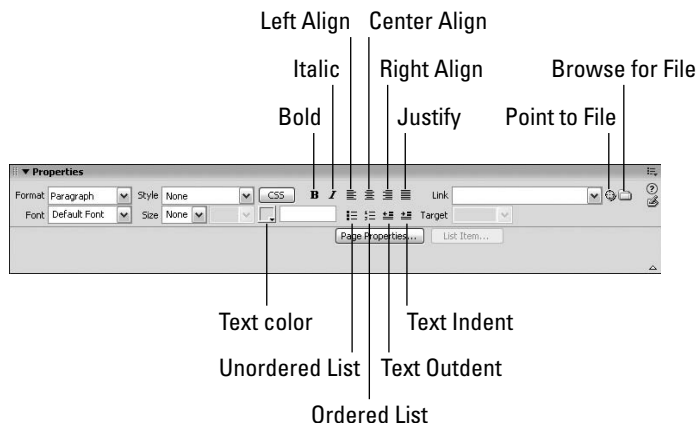 Left Align Center Align
Italic Right Align Browse for File
Bold Justify Point to File
Properties
Format Paragraph Style None CSS B I Link
Font Default Font Size None Target
Page Properties... List Item...
Text color Text Indent
Unordered List Text Outdent
Ordered List